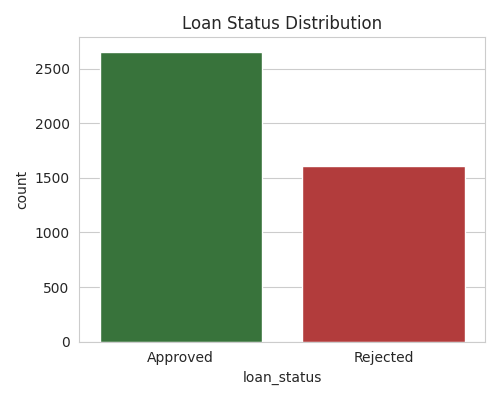 Loan Status Distribution
2500
2000
1500
1000
500
0
count
Approved
Rejected
loan_status